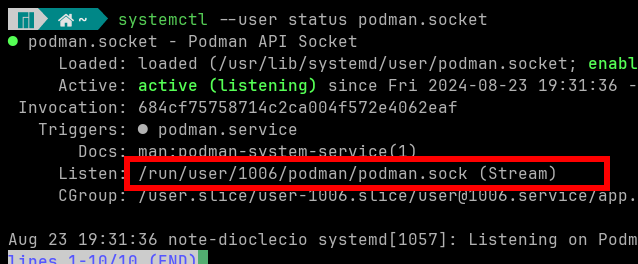 ~ systemctl --user status podman.socket
● podman.socket - Podman API Socket
Loaded: loaded (/usr/lib/systemd/user/podman.socket; enabl
Active: active (listening) since Fri 2024-08-23 19:31:36 -
Invocation: 684cf75758714c2ca004f572e4062eaf
Triggers: ● podman.service
Docs: man:podman-system-service(1)
Listen: /run/user/1006/podman/podman.sock (Stream)
CGroup: /user.slice/user-1006.slice/user@1006.service/app.
Aug 23 19:31:36 note-dioclecio systemd[1057]: Listening on Podm
lines 1-10/10 (END)